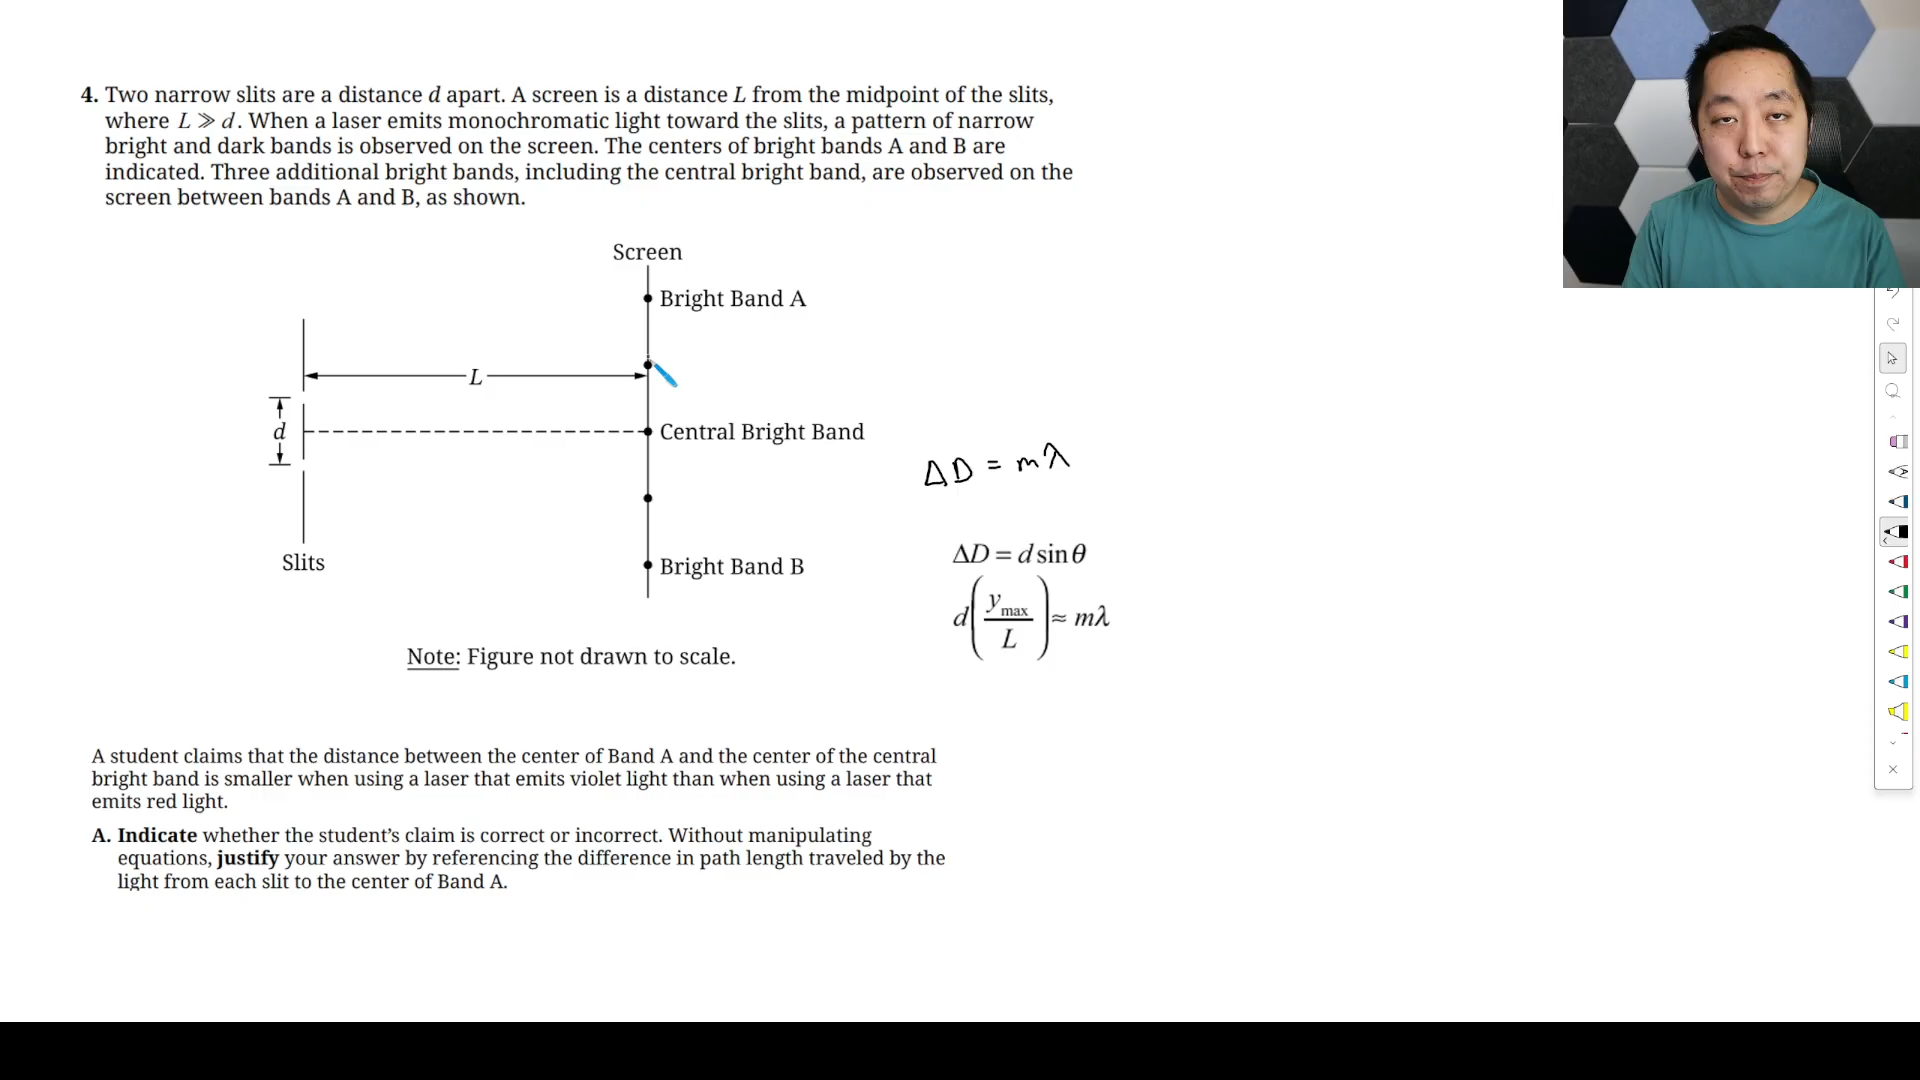 4. Two narrow slits are a distance d apart. A screen is a distance L from the midpoint of the slits,
where L ≫ d. When a laser emits monochromatic light toward the slits, a pattern of narrow
bright and dark bands is observed on the screen. The centers of bright bands A and B are
indicated. Three additional bright bands, including the central bright band, are observed on the
screen between bands A and B, as shown.
Screen
Bright Band A
L
d
Central Bright Band
ΔD = mλ
Slits
Bright Band B
ΔD = d sin θ
d(y_max/L) ≈ mλ
Note: Figure not drawn to scale.
A student claims that the distance between the center of Band A and the center of the central
bright band is smaller when using a laser that emits violet light than when using a laser that
emits red light.
A. Indicate whether the student’s claim is correct or incorrect. Without manipulating
equations, justify your answer by referencing the difference in path length traveled by the
light from each slit to the center of Band A.